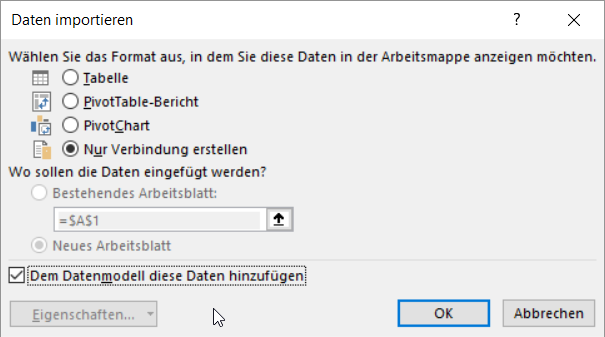 Daten importieren
Wählen Sie das Format aus, in dem Sie diese Daten in der Arbeitsmappe anzeigen möchten.
Tabelle
PivotTable-Bericht
PivotChart
Nur Verbindung erstellen
Wo sollen die Daten eingefügt werden?
Bestehendes Arbeitsblatt:
=$A$1
Neues Arbeitsblatt
Dem Datenmodell diese Daten hinzufügen
Eigenschaften... OK Abbrechen